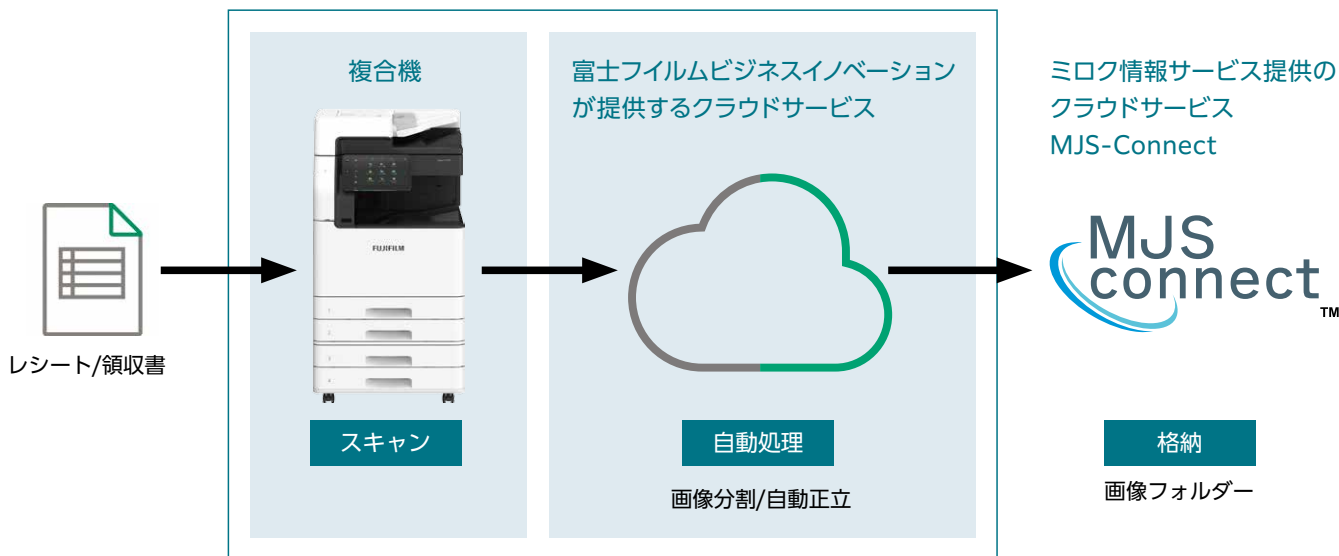 複合機
富士フイルムビジネスイノベーション
が提供するクラウドサービス
ミロク情報サービス提供の
クラウドサービス
MJS-Connect
FUJIFILM
MJS
connect
TM
レシート/領収書
スキャン
自動処理
格納
画像分割/自動正立
画像フォルダー